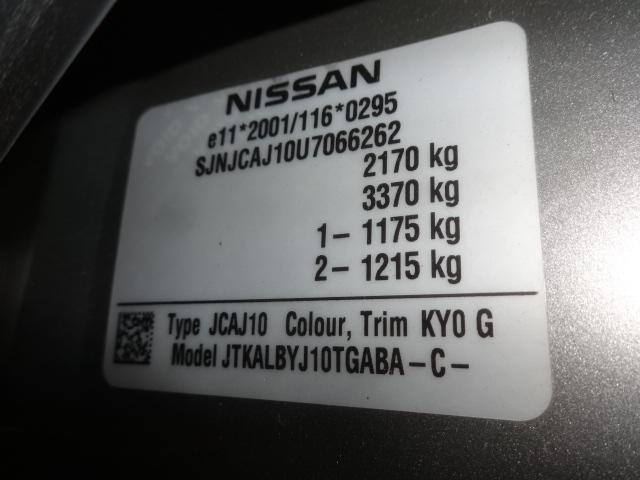 NISSAN
e11*2001/116*0295
SJNJCAJ10U7066262
2170 kg
3370 kg
1– 1175 kg
2– 1215 kg
Type JCAJ10 Colour, Trim KY0 G
Model JTKALBYJ10TGABA–C–